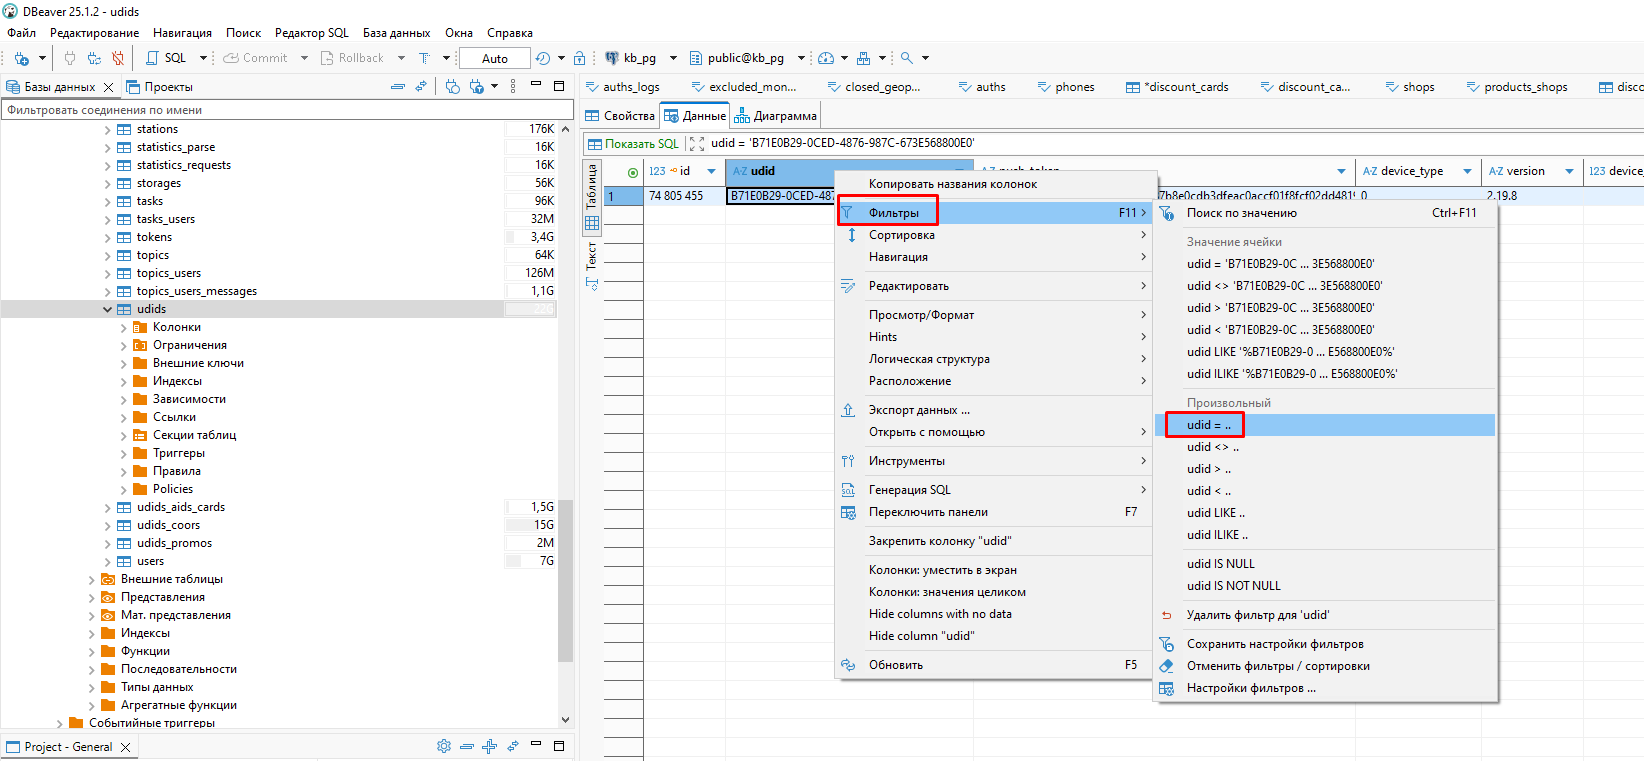 DBeaver 25.1.2 - udids
Файл Редактирование Навигация Поиск Редактор SQL База данных Окна Справка
SQL Commit Rollback T Auto kb_pg public@kb_pg
Базы данных Проекты
Фильтровать соединения по имени
stations 176K
statistics_parse 16K
statistics_requests 16K
storages 56K
tasks 96K
tasks_users 32M
tokens 3,4G
topics 64K
topics_users 126M
topics_users_messages 1,1G
udids
Колонки
Ограничения
Внешние ключи
Индексы
Зависимости
Ссылки
Секции таблиц
Триггеры
Правила
Policies
udids_aids_cards 1,5G
udids_coors 15G
udids_promos 2M
users 7G
Внешние таблицы
Представления
Мат. представления
Индексы
Функции
Последовательности
Типы данных
Агрегатные функции
Событийные триггеры
Project - General
auths_logs excluded_mon... closed_geop... auths phones *discount_cards discount_ca... shops products_shops disco
Свойства Данные Диаграмма
Показать SQL udid = 'B71E0B29-0CED-4876-987C-673E568800E0'
Таблица
Текст
123 id A-Z udid A-Z device_type A-Z version 123 device_
1 74 805 455 B71E0B29-0CED-487 0 2.19.8
Копировать названия колонок
Фильтры F11
Сортировка
Навигация
Редактировать
Просмотр/Формат
Hints
Логическая структура
Расположение
Экспорт данных ...
Открыть с помощью
Инструменты
Генерация SQL
Переключить панели F7
Закрепить колонку "udid"
Колонки: уместить в экран
Колонки: значения целиком
Hide columns with no data
Hide column "udid"
Обновить F5
Поиск по значению Ctrl+F11
Значение ячейки
udid = 'B71E0B29-0C ... 3E568800E0'
udid <> 'B71E0B29-0C ... 3E568800E0'
udid > 'B71E0B29-0C ... 3E568800E0'
udid < 'B71E0B29-0C ... 3E568800E0'
udid LIKE '%B71E0B29-0 ... E568800E0%'
udid ILIKE '%B71E0B29-0 ... E568800E0%'
Произвольный
udid = ..
udid <> ..
udid > ..
udid < ..
udid LIKE ..
udid ILIKE ..
udid IS NULL
udid IS NOT NULL
Удалить фильтр для 'udid'
Сохранить настройки фильтров
Отменить фильтры / сортировки
Настройки фильтров ...